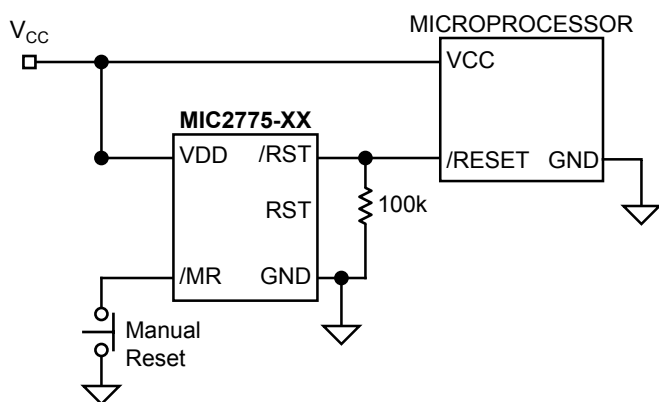 MICROPROCESSOR
VCC
VCC
MIC2775-XX
VDD /RST
/RESET GND
RST
100k
/MR GND
Manual
Reset